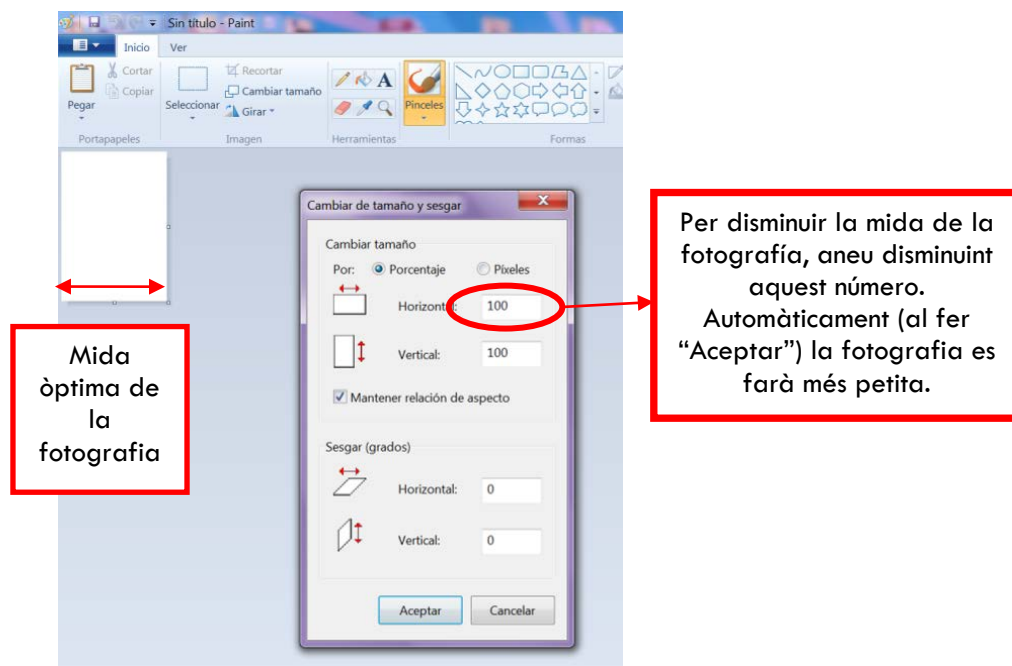 Sin título - Paint
Inicio Ver
Cortar
Copiar
Pegar
Portapapeles
Seleccionar
Recortar
Cambiar tamaño
Girar
Imagen
A
Herramientas
Pinceles
Formas
Cambiar de tamaño y sesgar
Cambiar tamaño
Por: Porcentaje Píxeles
Horizontal: 100
Vertical: 100
Mantener relación de aspecto
Sesgar (grados)
Horizontal: 0
Vertical: 0
Aceptar Cancelar
Mida
òptima de
la
fotografia
Per disminuir la mida de la
fotografía, aneu disminuint
aquest número.
Automàticament (al fer
“Aceptar”) la fotografia es
farà més petita.